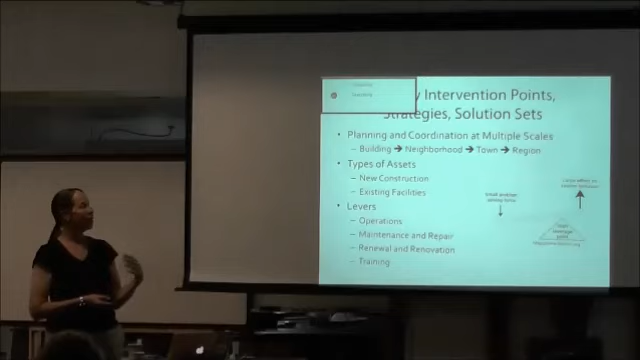 y Intervention Points,
Strategies, Solution Sets
• Planning and Coordination at Multiple Scales
– Building → Neighborhood → Town → Region
• Types of Assets
– New Construction
– Existing Facilities
• Levers
– Operations
– Maintenance and Repair
– Renewal and Renovation
– Training